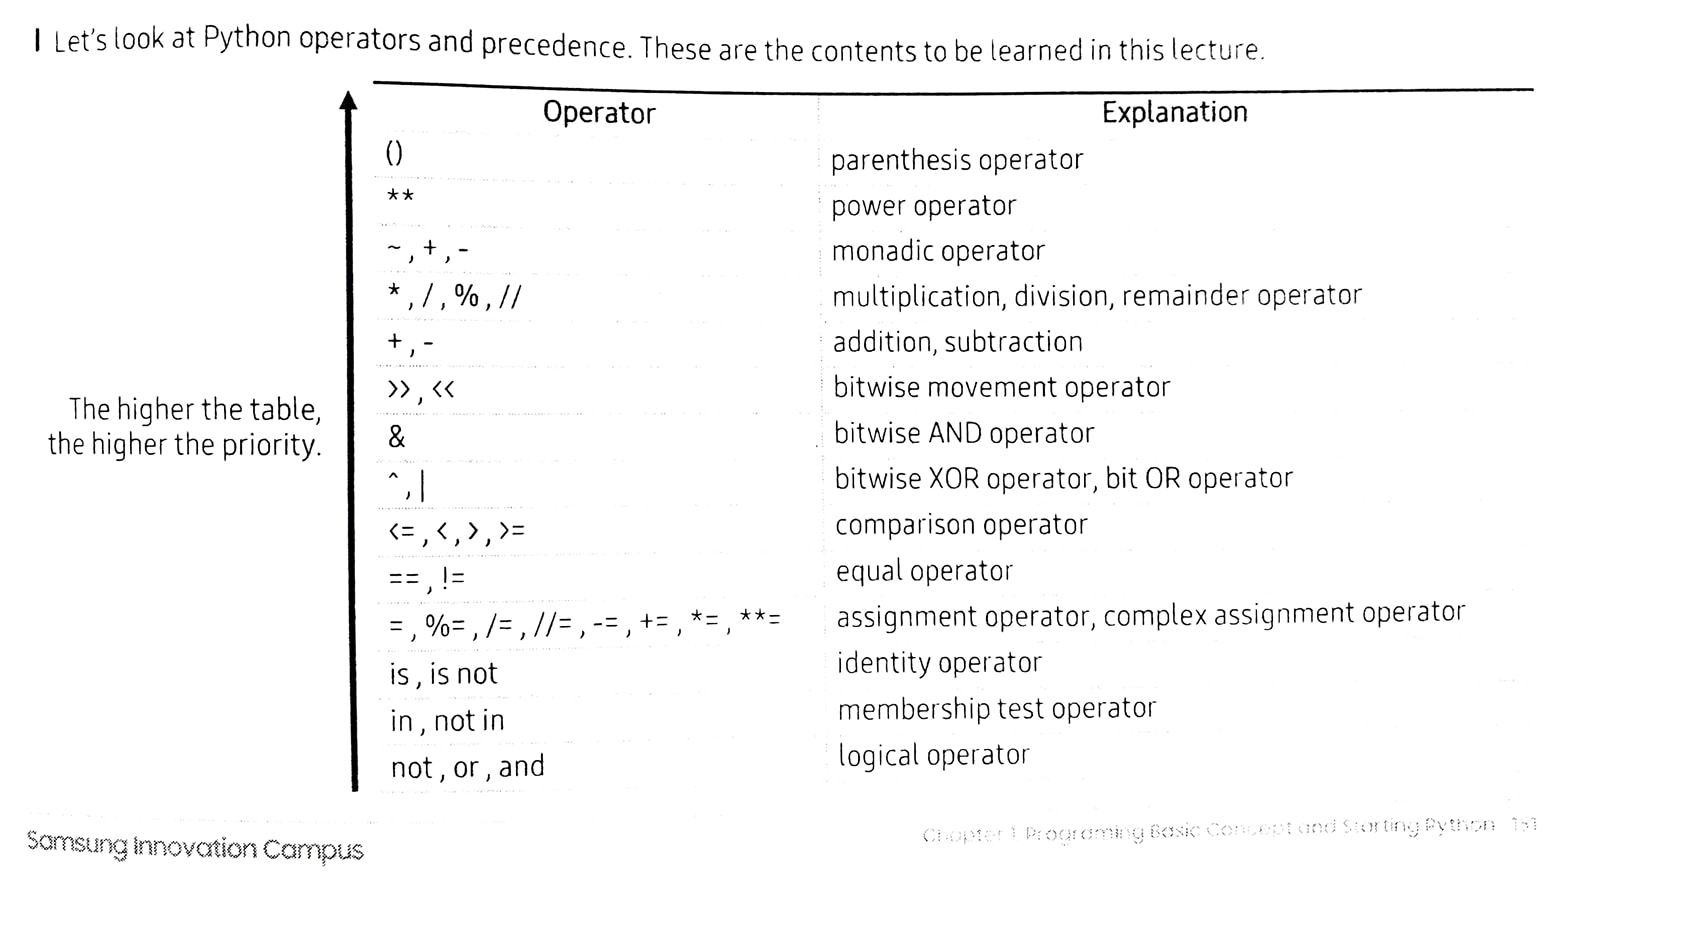 Let's look at Python operators and precedence. These are the contents to be learned in this lecture.
Operator Explanation
() parenthesis operator
** power operator
~ , + , - monadic operator
* , / , % , // multiplication, division, remainder operator
+ , - addition, subtraction
>> , << bitwise movement operator
& bitwise AND operator
^ , | bitwise XOR operator, bit OR operator
<= , < , > , >= comparison operator
== , != equal operator
= , %= , /= , //= , -= , += , *= , **= assignment operator, complex assignment operator
is , is not identity operator
in , not in membership test operator
not , or , and logical operator
The higher the table,
the higher the priority.
Samsung Innovation Campus
Chapter 1 Programing Basic Concept and Starting Python 151